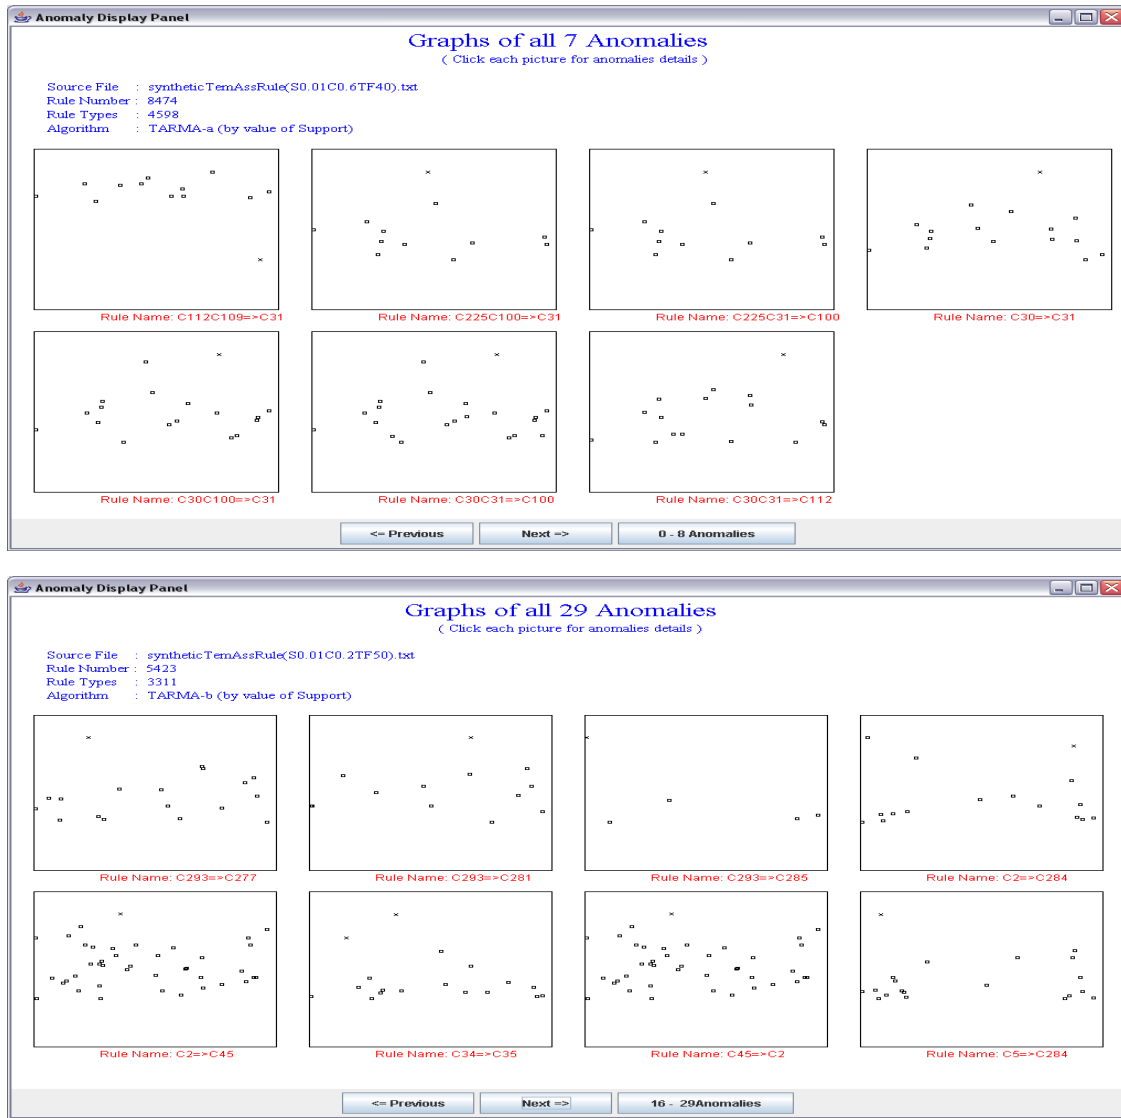 Anomaly Display Panel
Graphs of all 7 Anomalies
( Click each picture for anomalies details )
Source File : syntheticTemAssRule(S0.01C0.6TF40).txt
Rule Number : 8474
Rule Types : 4598
Algorithm : TARMA-a (by value of Support)
Rule Name: C112C109=>C31 Rule Name: C225C100=>C31 Rule Name: C225C31=>C100 Rule Name: C30=>C31
Rule Name: C30C100=>C31 Rule Name: C30C31=>C100 Rule Name: C30C31=>C112
<= Previous Next => 0 - 8 Anomalies
Anomaly Display Panel
Graphs of all 29 Anomalies
( Click each picture for anomalies details )
Source File : syntheticTemAssRule(S0.01C0.2TF50).txt
Rule Number : 5423
Rule Types : 3311
Algorithm : TARMA-b (by value of Support)
Rule Name: C293=>C277 Rule Name: C293=>C281 Rule Name: C293=>C285 Rule Name: C2=>C284
Rule Name: C2=>C45 Rule Name: C34=>C35 Rule Name: C45=>C2 Rule Name: C5=>C284
<= Previous Next => 16 - 29Anomalies